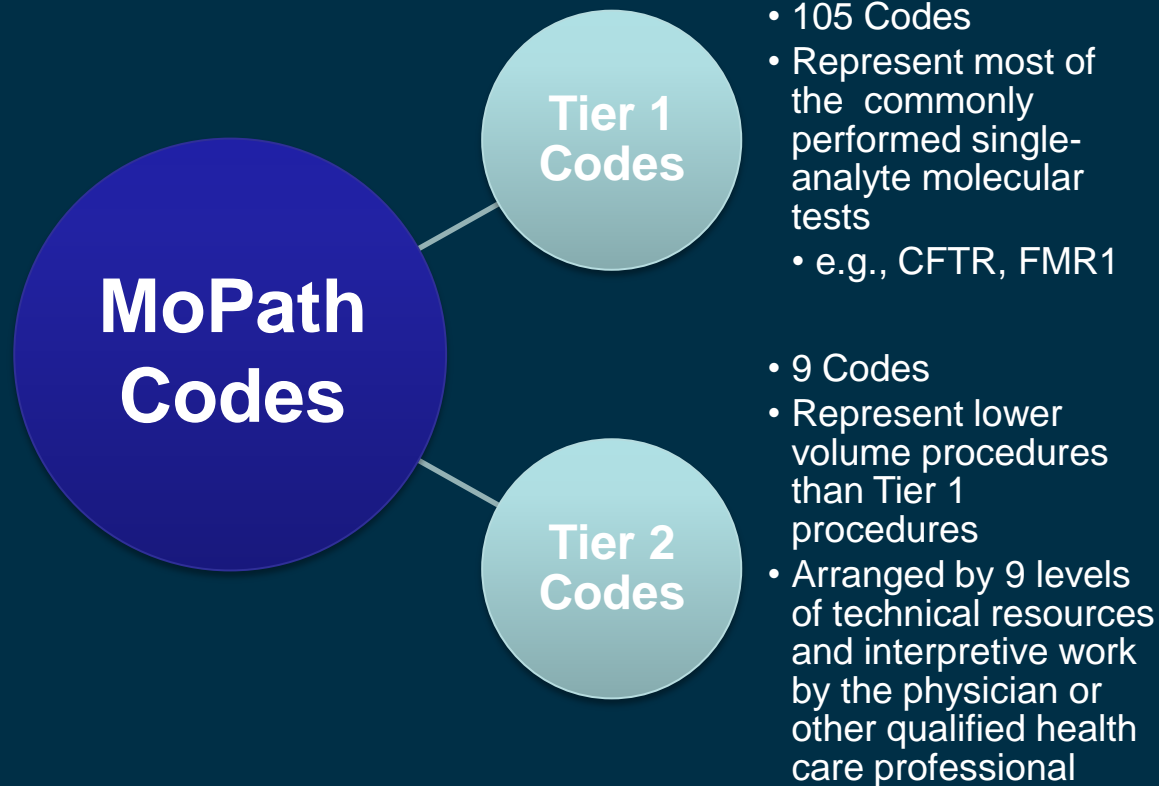 MoPath
Codes
Tier 1
Codes
• 105 Codes
• Represent most of
the commonly
performed single-
analyte molecular
tests
• e.g., CFTR, FMR1
Tier 2
Codes
• 9 Codes
• Represent lower
volume procedures
than Tier 1
procedures
• Arranged by 9 levels
of technical resources
and interpretive work
by the physician or
other qualified health
care professional